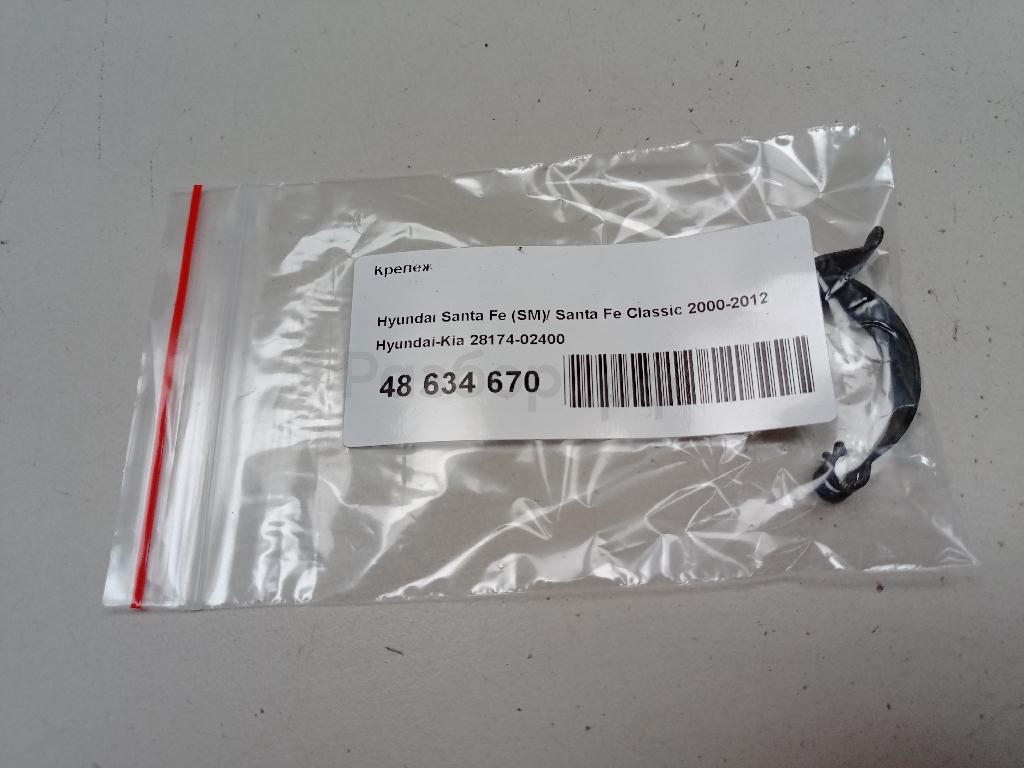 Крепеж
Hyundai Santa Fe (SM)/ Santa Fe Classic 2000-2012
Hyundai-Kia 28174-02400
48 634 670